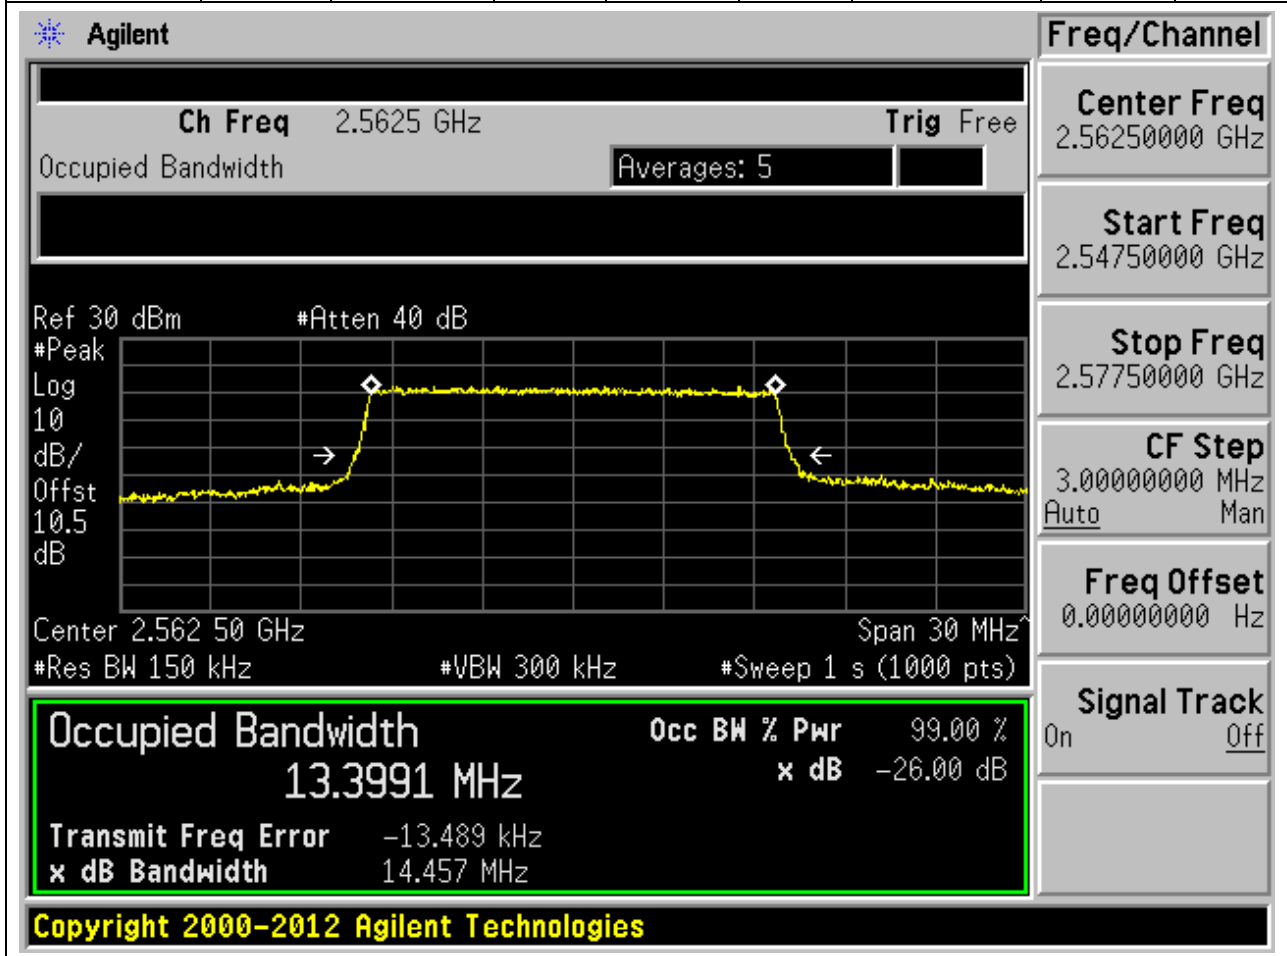 Agilent
Ch Freq 2.5625 GHz Trig Free
Occupied Bandwidth Averages: 5
Ref 30 dBm #Atten 40 dB
#Peak
Log
10
dB/
Offst
10.5
dB
Center 2.562 50 GHz Span 30 MHz^
#Res BW 150 kHz #VBW 300 kHz #Sweep 1 s (1000 pts)
Occupied Bandwidth Occ BW % Pwr 99.00 %
13.3991 MHz x dB -26.00 dB
Transmit Freq Error -13.489 kHz
x dB Bandwidth 14.457 MHz
Copyright 2000-2012 Agilent Technologies
Freq/Channel
Center Freq
2.56250000 GHz
Start Freq
2.54750000 GHz
Stop Freq
2.57750000 GHz
CF Step
3.00000000 MHz
Auto Man
Freq Offset
0.00000000 Hz
Signal Track
On Off